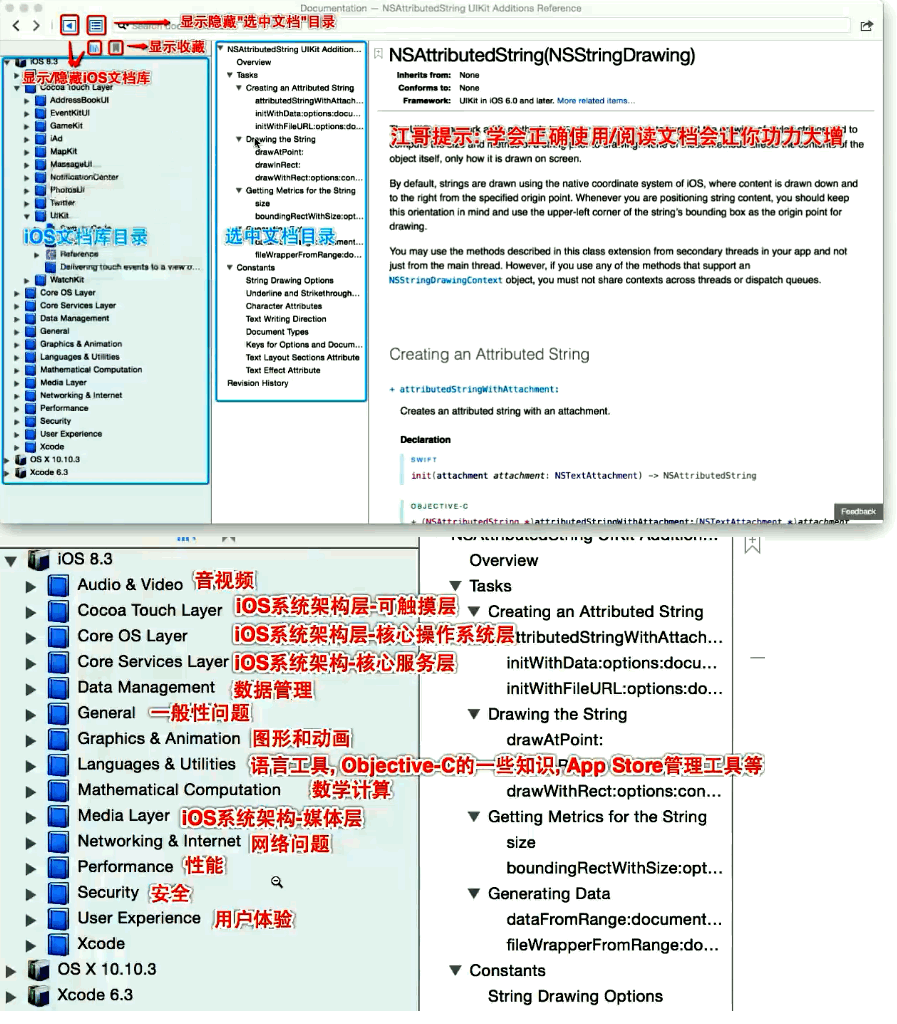 Documentation — NSAttributedString UIKit Additions Reference
显示隐藏"选中文档"目录
显示收藏
显示/隐藏iOS文档库
iOS 8.3
Cocoa Touch Layer
AddressBookUI
EventKitUI
GameKit
iAd
MapKit
MessageUI
NotificationCenter
PhotosUI
Twitter
UIKit
iOS文档库目录
Reference
Delivering touch events to a view o...
WatchKit
Core OS Layer
Core Services Layer
Data Management
General
Graphics & Animation
Languages & Utilities
Mathematical Computation
Media Layer
Networking & Internet
Performance
Security
User Experience
Xcode
OS X 10.10.3
Xcode 6.3
NSAttributedString UIKit Addition...
Overview
Tasks
Creating an Attributed String
attributedStringWithAttach...
initWithData:options:docu...
initWithFileURL:options:do...
Drawing the String
drawAtPoint:
drawInRect:
drawWithRect:options:con...
Getting Metrics for the String
size
boundingRectWithSize:opt...
选中文档目录
fileWrapperFromRange:do...
Constants
String Drawing Options
Underline and Strikethrough...
Character Attributes
Text Writing Direction
Document Types
Keys for Options and Docum...
Text Layout Sections Attribute
Text Effect Attribute
Revision History
NSAttributedString(NSStringDrawing)
Inherits from: None
Conforms to: None
Framework: UIKit in iOS 6.0 and later. More related items...
江哥提示: 学会正确使用/阅读文档会让你功力大增
object itself, only how it is drawn on screen.
By default, strings are drawn using the native coordinate system of iOS, where content is drawn down and
to the right from the specified origin point. Whenever you are positioning string content, you should keep
this orientation in mind and use the upper-left corner of the string's bounding box as the origin point for
drawing.
You may use the methods described in this class extension from secondary threads in your app and not
just from the main thread. However, if you use any of the methods that support an
NSStringDrawingContext object, you must not share contexts across threads or dispatch queues.
Creating an Attributed String
+ attributedStringWithAttachment:
Creates an attributed string with an attachment.
Declaration
SWIFT
init(attachment attachment: NSTextAttachment) -> NSAttributedString
OBJECTIVE-C
+ (NSAttributedString *)attributedStringWithAttachment:(NSTextAttachment *)attachment
Feedback
iOS 8.3
Audio & Video 音视频
Cocoa Touch Layer iOS系统架构层-可触摸层
Core OS Layer iOS系统架构层-核心操作系统层
Core Services Layer iOS系统架构-核心服务层
Data Management 数据管理
General 一般性问题
Graphics & Animation 图形和动画
Languages & Utilities 语言工具, Objective-C的一些知识, App Store管理工具等
Mathematical Computation 数学计算
Media Layer iOS系统架构-媒体层
Networking & Internet 网络问题
Performance 性能
Security 安全
User Experience 用户体验
Xcode
OS X 10.10.3
Xcode 6.3
NSAttributedString UIKit Addition...
Overview
Tasks
Creating an Attributed String
attributedStringWithAttach...
initWithData:options:docu...
initWithFileURL:options:do...
Drawing the String
drawAtPoint:
drawWithRect:options:con...
Getting Metrics for the String
size
boundingRectWithSize:opt...
Generating Data
dataFromRange:document...
fileWrapperFromRange:do...
Constants
String Drawing Options